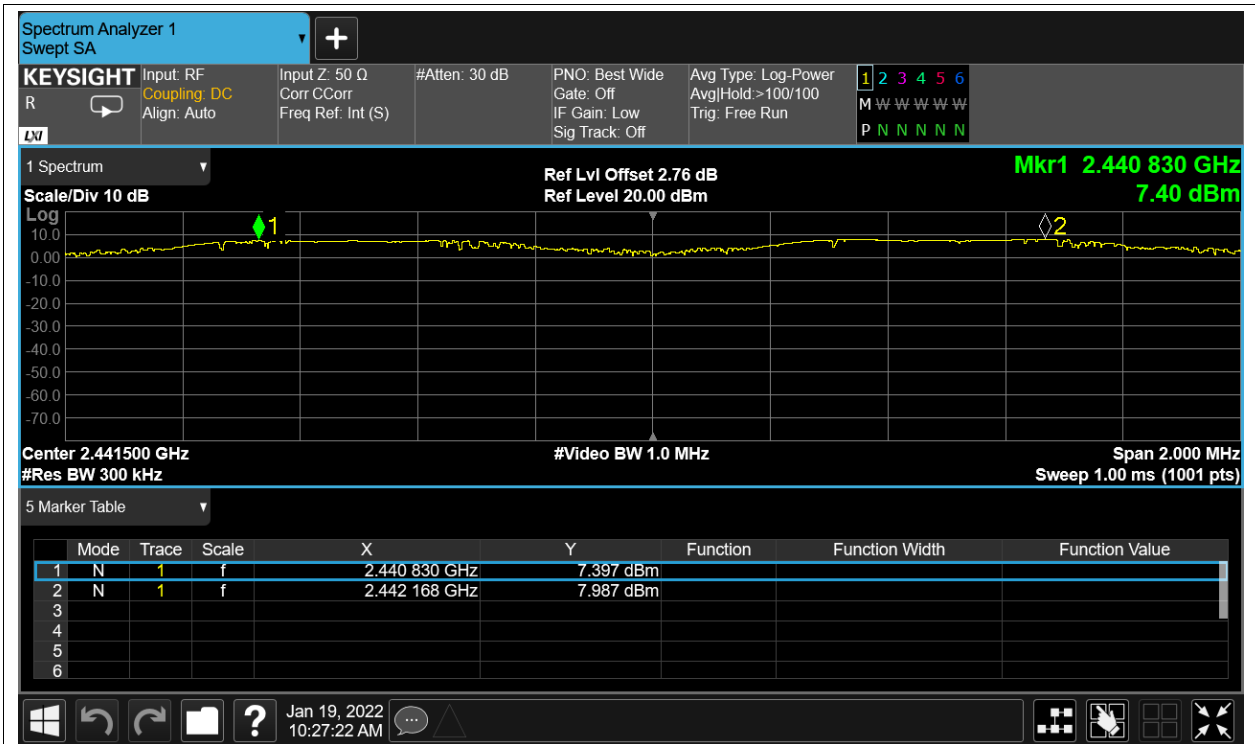 Spectrum Analyzer 1
Swept SA
+
KEYSIGHT
R
LXI
Input: RF
Coupling: DC
Align: Auto
Input Z: 50 Ω
Corr CCorr
Freq Ref: Int (S)
#Atten: 30 dB
PNO: Best Wide
Gate: Off
IF Gain: Low
Sig Track: Off
Avg Type: Log-Power
Avg|Hold:>100/100
Trig: Free Run
1 2 3 4 5 6
M W W W W W
P N N N N N
1 Spectrum
Scale/Div 10 dB
Ref Lvl Offset 2.76 dB
Ref Level 20.00 dBm
Mkr1 2.440 830 GHz
7.40 dBm
Log
10.0
0.00
-10.0
-20.0
-30.0
-40.0
-50.0
-60.0
-70.0
1
2
Center 2.441500 GHz
#Res BW 300 kHz
#Video BW 1.0 MHz
Span 2.000 MHz
Sweep 1.00 ms (1001 pts)
5 Marker Table
Mode Trace Scale X Y Function Function Width Function Value
1 N 1 f 2.440 830 GHz 7.397 dBm
2 N 1 f 2.442 168 GHz 7.987 dBm
3
4
5
6
?
Jan 19, 2022
10:27:22 AM